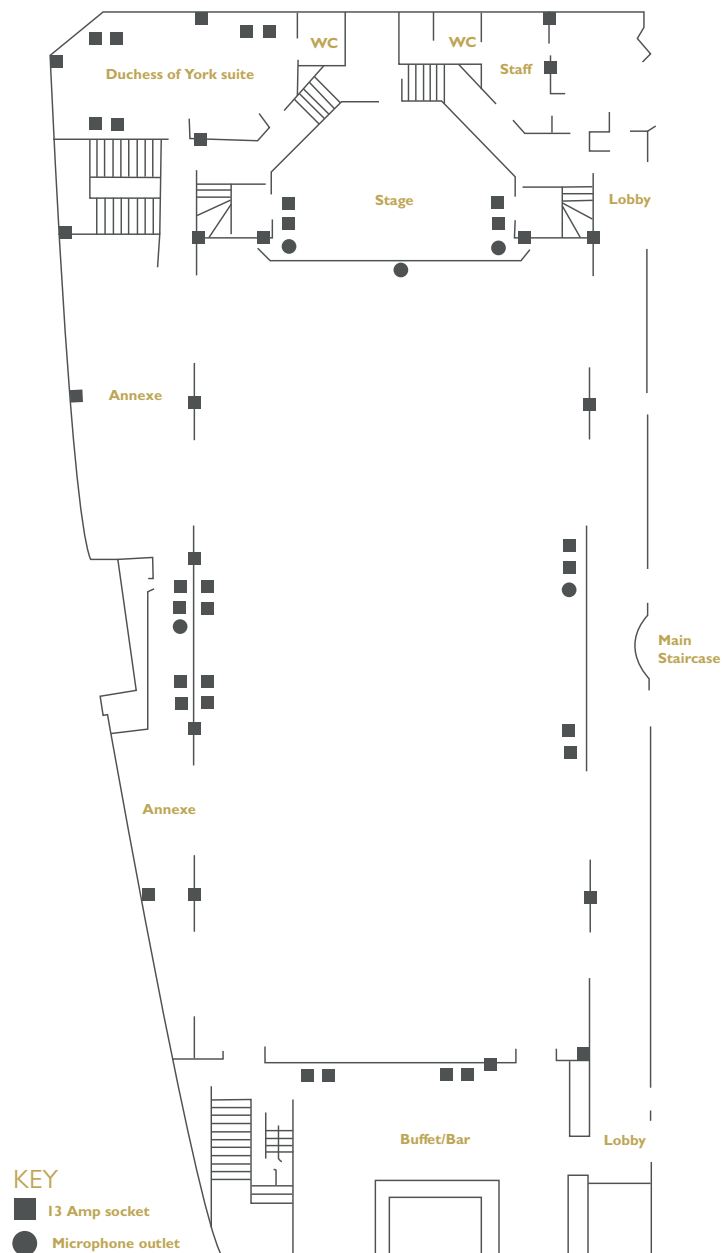 WC
WC
Duchess of York suite
Staff
Stage
Lobby
Annexe
Main
Staircase
Annexe
Buffet/Bar
Lobby
KEY
13 Amp socket
Microphone outlet